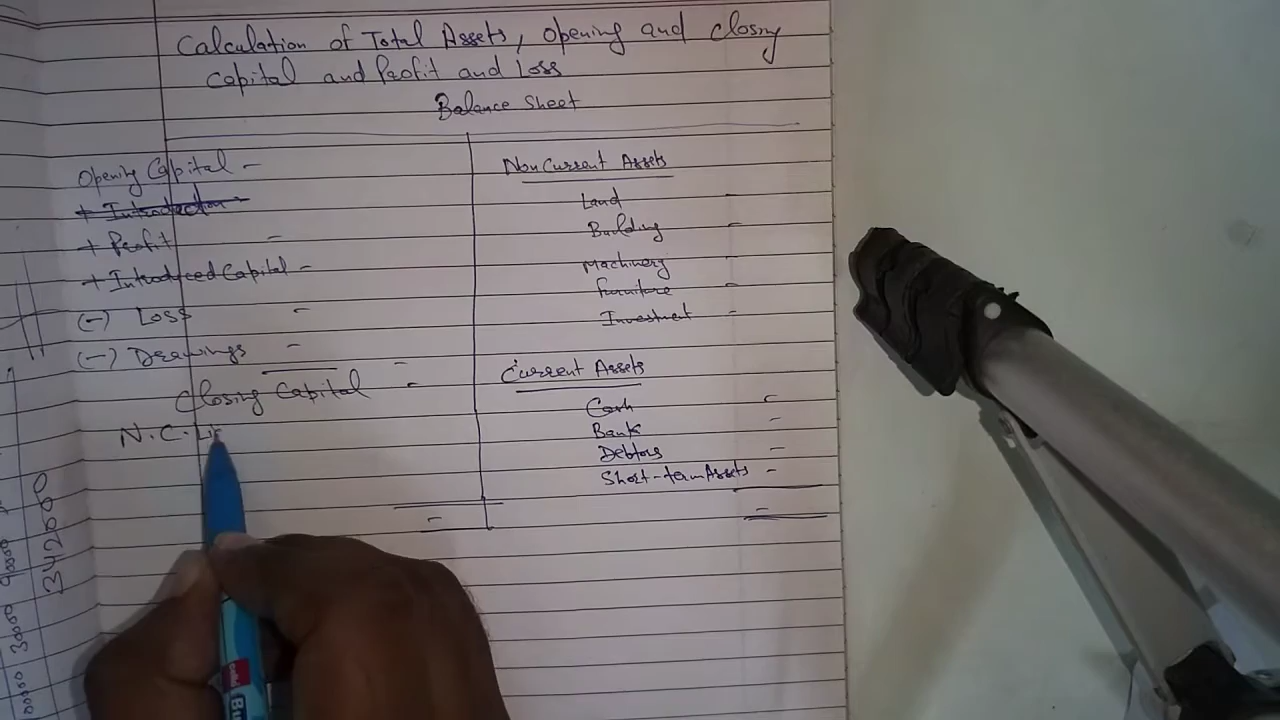 Calculation of Total Assets, Opening and Closing
Capital and Profit and Loss
Balance Sheet
Opening Capital -
+ Profit -
+ Introduced Capital -
(-) Loss -
(-) Drawings -
Closing Capital -
N.C. Li
-
Non Current Assets
Land -
Building -
Machinery -
Furniture -
Investment -
Current Assets
Cash -
Bank -
Debtors -
Short-term Assets -
-
342000
30000